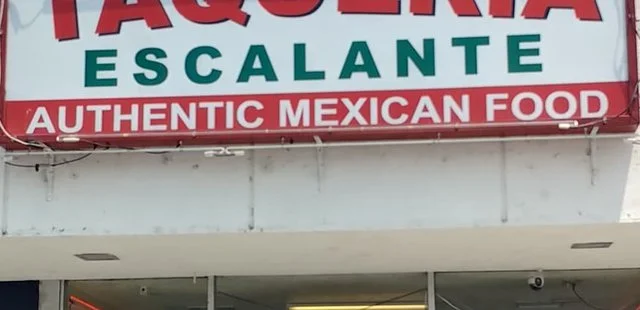 TAQUERIA
ESCALANTE
AUTHENTIC MEXICAN FOOD